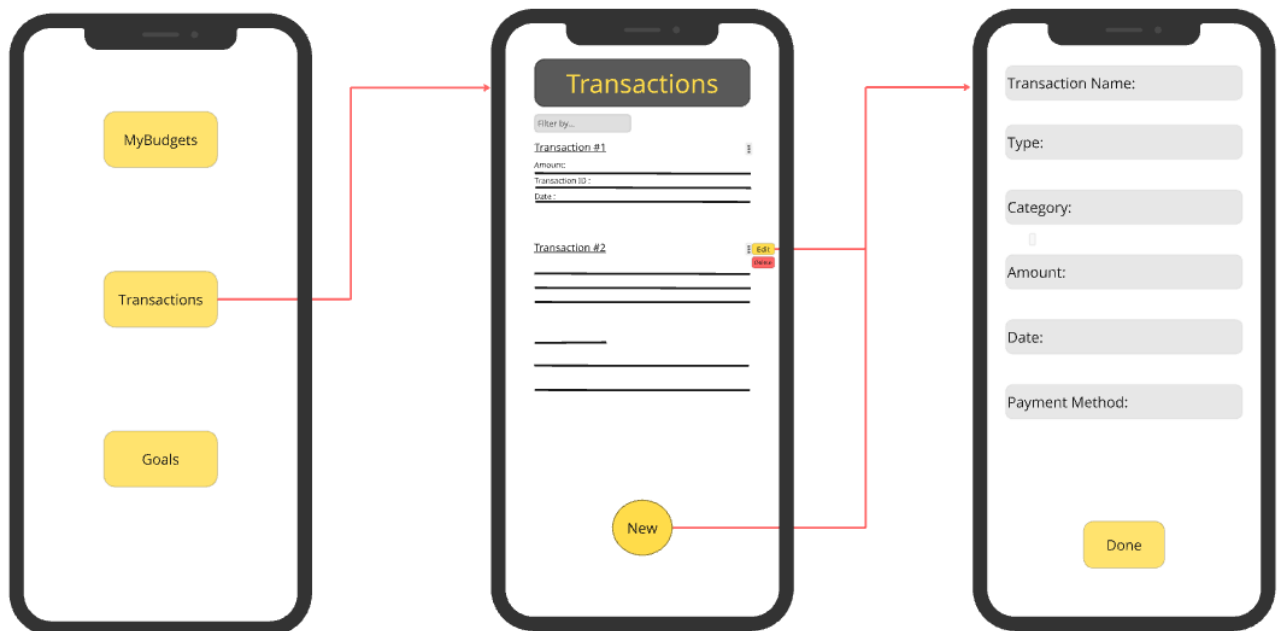 MyBudgets
Transactions
Goals
Transactions
Filter by...
Transaction #1
Amount:
Transaction ID :
Date :
Transaction #2
Edit
Delete
New
Transaction Name:
Type:
Category:
Amount:
Date:
Payment Method:
Done